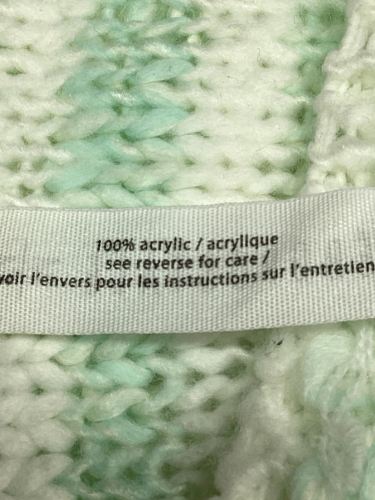 100% acrylic / acrylique
see reverse for care /
voir l'envers pour les instructions sur l'entretien